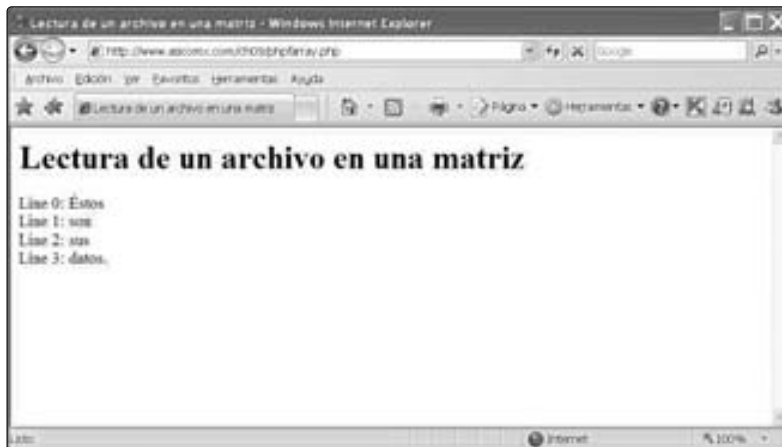 Lectura de un archivo en una matriz - Windows Internet Explorer
Google
Archivo Edición Ver Favoritos Herramientas Ayuda
Lectura de un archivo en una matriz
Página Herramientas
Lectura de un archivo en una matriz
Line 0: Éstos
Line 1: son
Line 2: sus
Line 3: datos.
Listo
Internet
100%